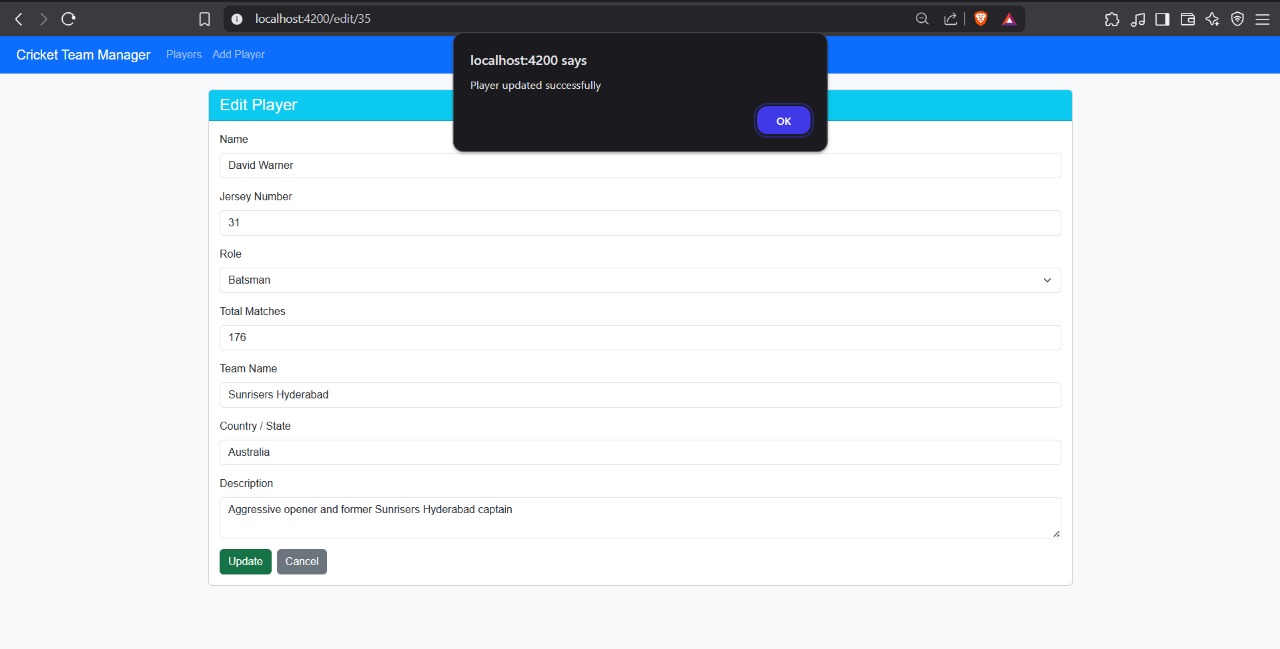 localhost:4200/edit/35
Cricket Team Manager Players Add Player
localhost:4200 says
Player updated successfully
OK
Edit Player
Name
David Warner
Jersey Number
31
Role
Batsman
Total Matches
176
Team Name
Sunrisers Hyderabad
Country / State
Australia
Description
Aggressive opener and former Sunrisers Hyderabad captain
Update Cancel